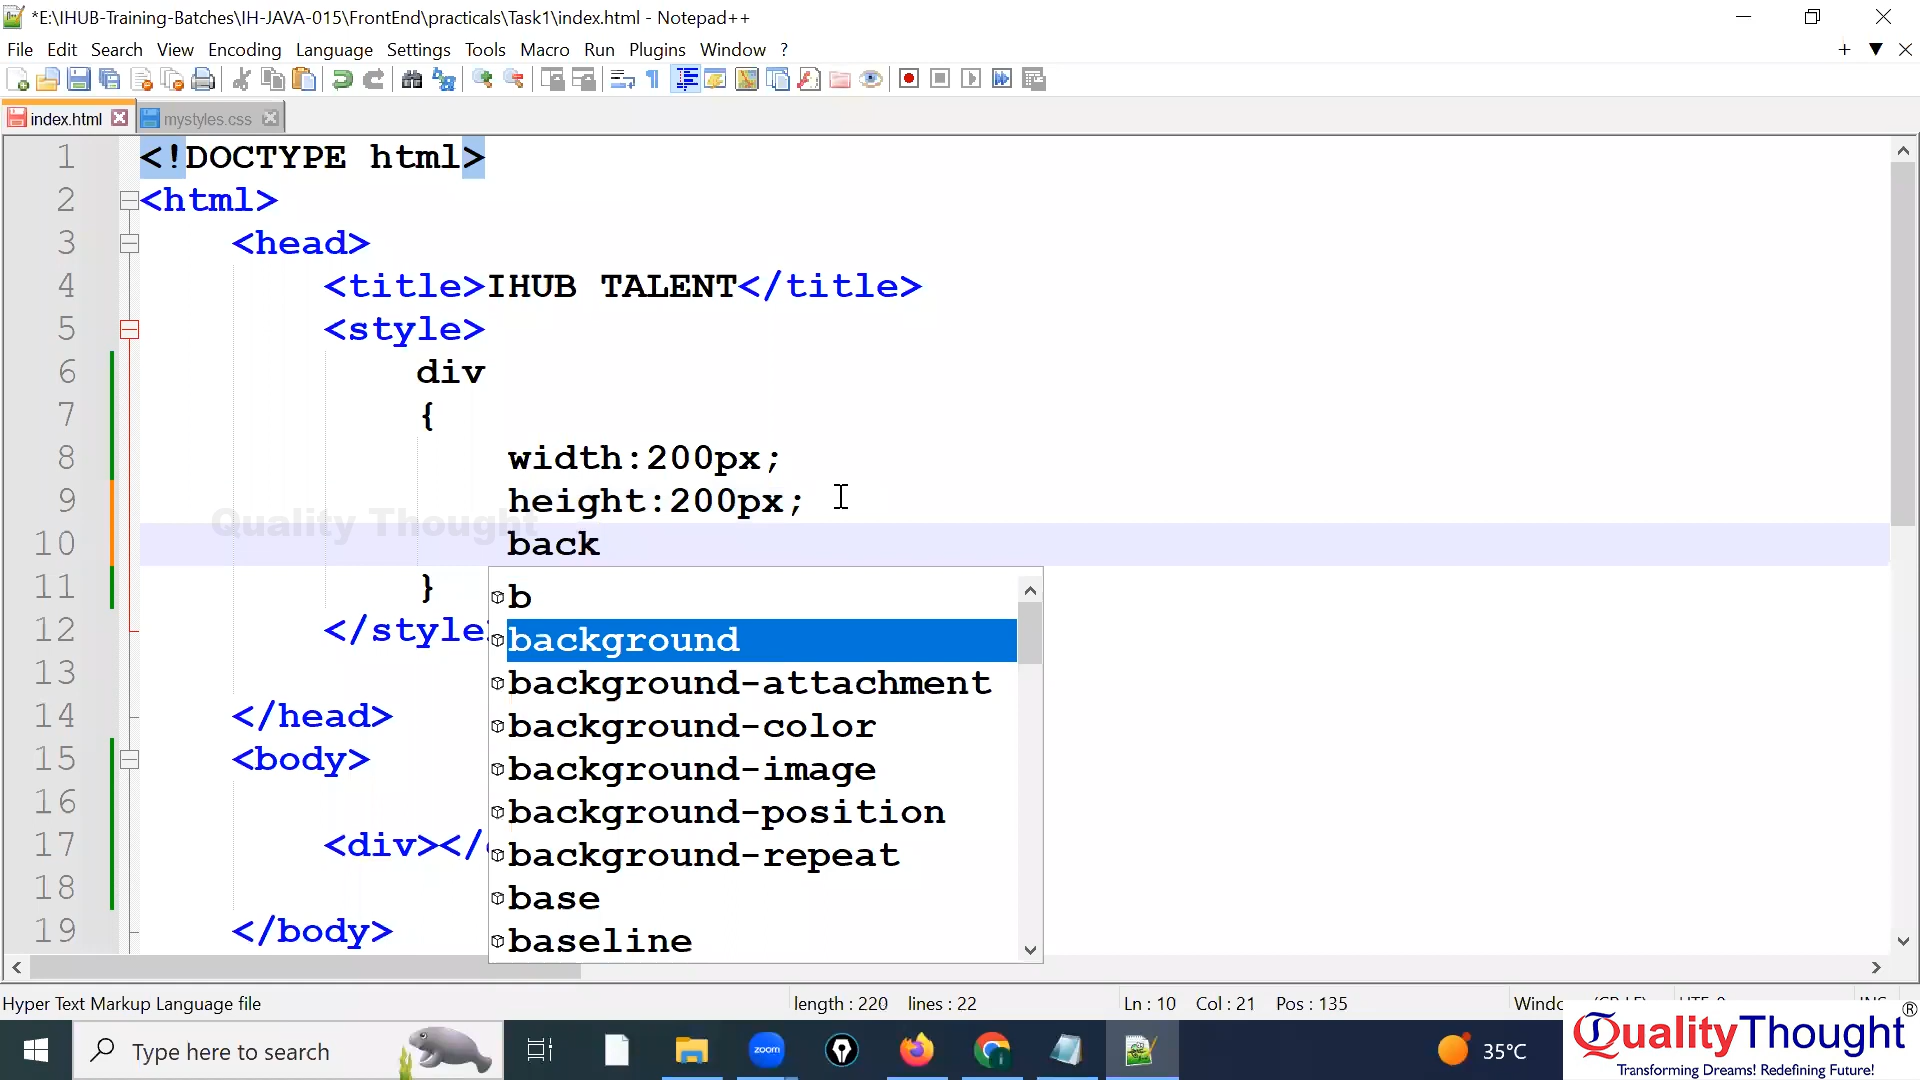 *E:\IHUB-Training-Batches\IH-JAVA-015\FrontEnd\practicals\Task1\index.html - Notepad++
File Edit Search View Encoding Language Settings Tools Macro Run Plugins Window ?
index.html mystyles.css
1 <!DOCTYPE html>
2 <html>
3 <head>
4 <title>IHUB TALENT</title>
5 <style>
6 div
7 {
8 width:200px;
9 height:200px;
Quality Thought
10 back
11 }
12 </style
13
14 </head>
15 <body>
16
17 <div></
18
19 </body>
b
background
background-attachment
background-color
background-image
background-position
background-repeat
base
baseline
Hyper Text Markup Language file length : 220 lines : 22 Ln : 10 Col : 21 Pos : 135
Type here to search zoom 35°C
QualityThought ®
Transforming Dreams! Redefining Future!